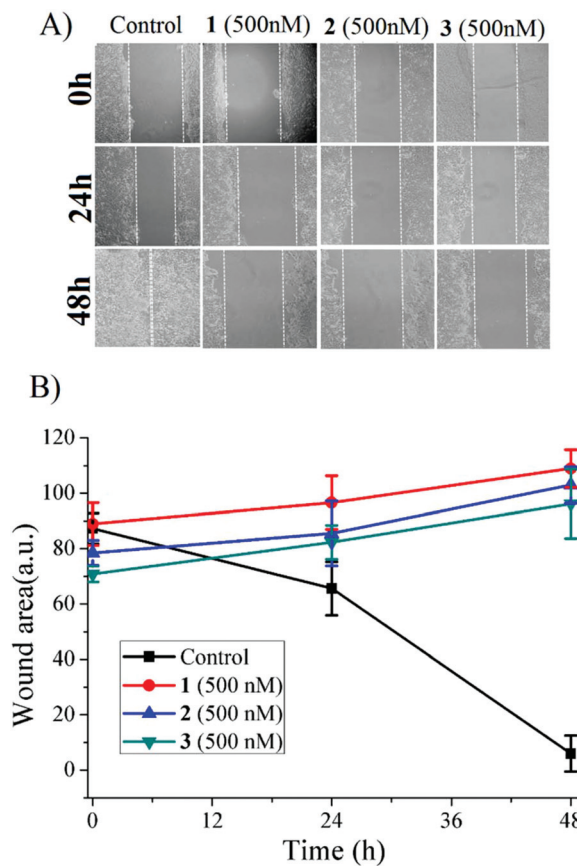 A)
Control 1 (500nM) 2 (500nM) 3 (500nM)
0h
24h
48h
B)
120
100
80
60
40
20
0
Wound area(a.u.)
Control
1 (500 nM)
2 (500 nM)
3 (500 nM)
0 12 24 36 48
Time (h)